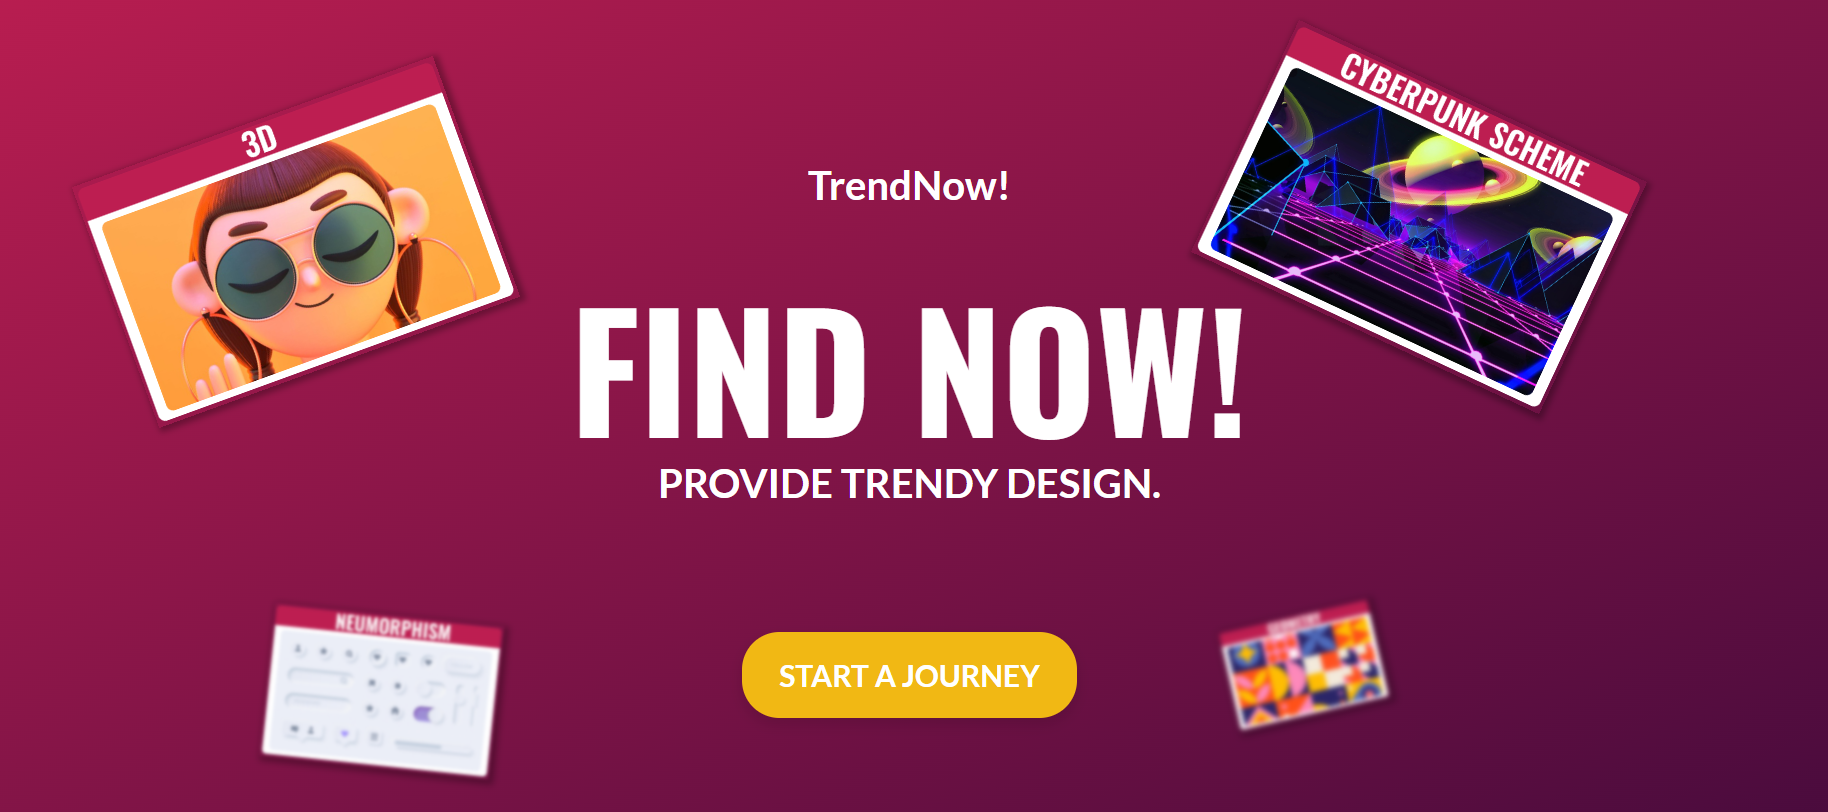 3D
CYBERPUNK SCHEME
TrendNow!
FIND NOW!
PROVIDE TRENDY DESIGN.
NEUMORPHISM
START A JOURNEY